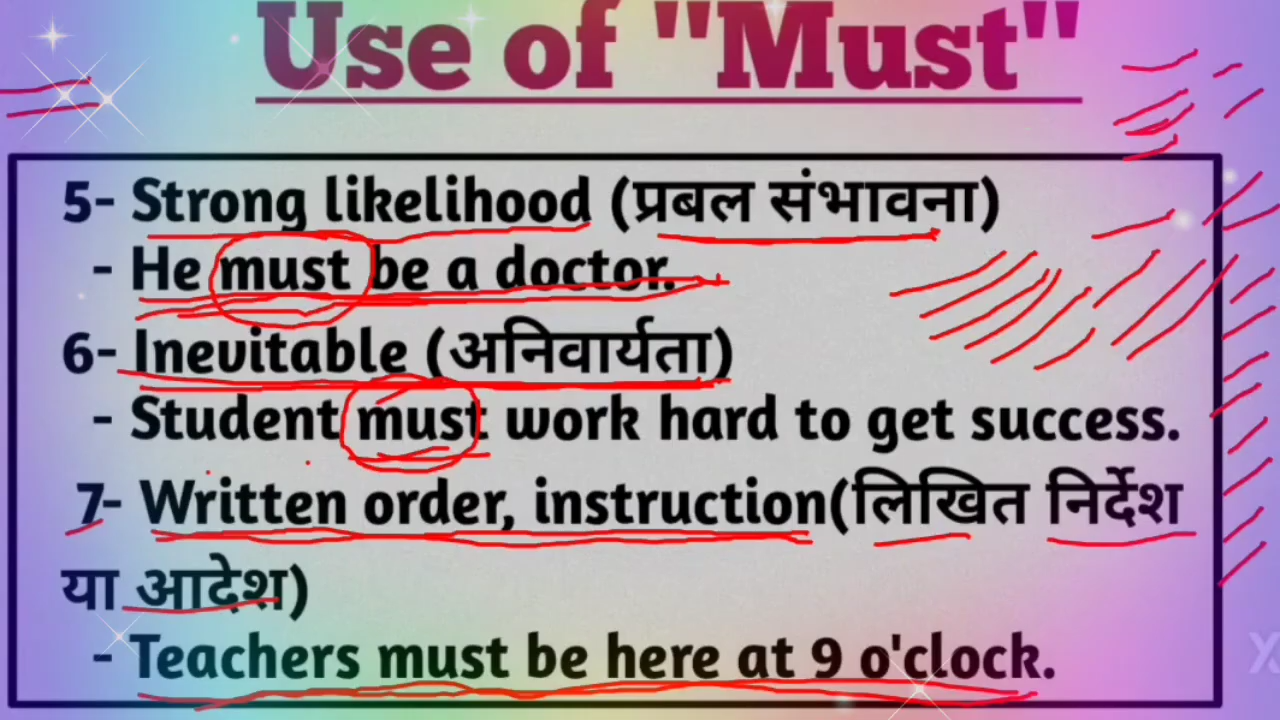 Use of "Must"
5- Strong likelihood (प्रबल संभावना)
- He must be a doctor.
6- Inevitable (अनिवार्यता)
- Student must work hard to get success.
7- Written order, instruction(लिखित निर्देश
या आदेश)
- Teachers must be here at 9 o'clock.